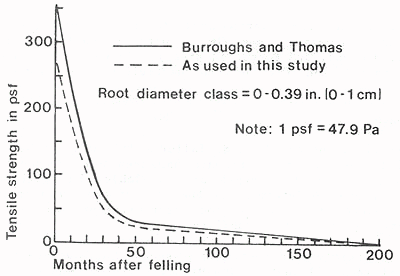 300
200
100
0
Tensile strength in psf
Burroughs and Thomas
As used in this study
Root diameter class = 0-0.39 in. [0-1cm]
Note: 1 psf = 47.9 Pa
0 50 100 150 200
Months after felling